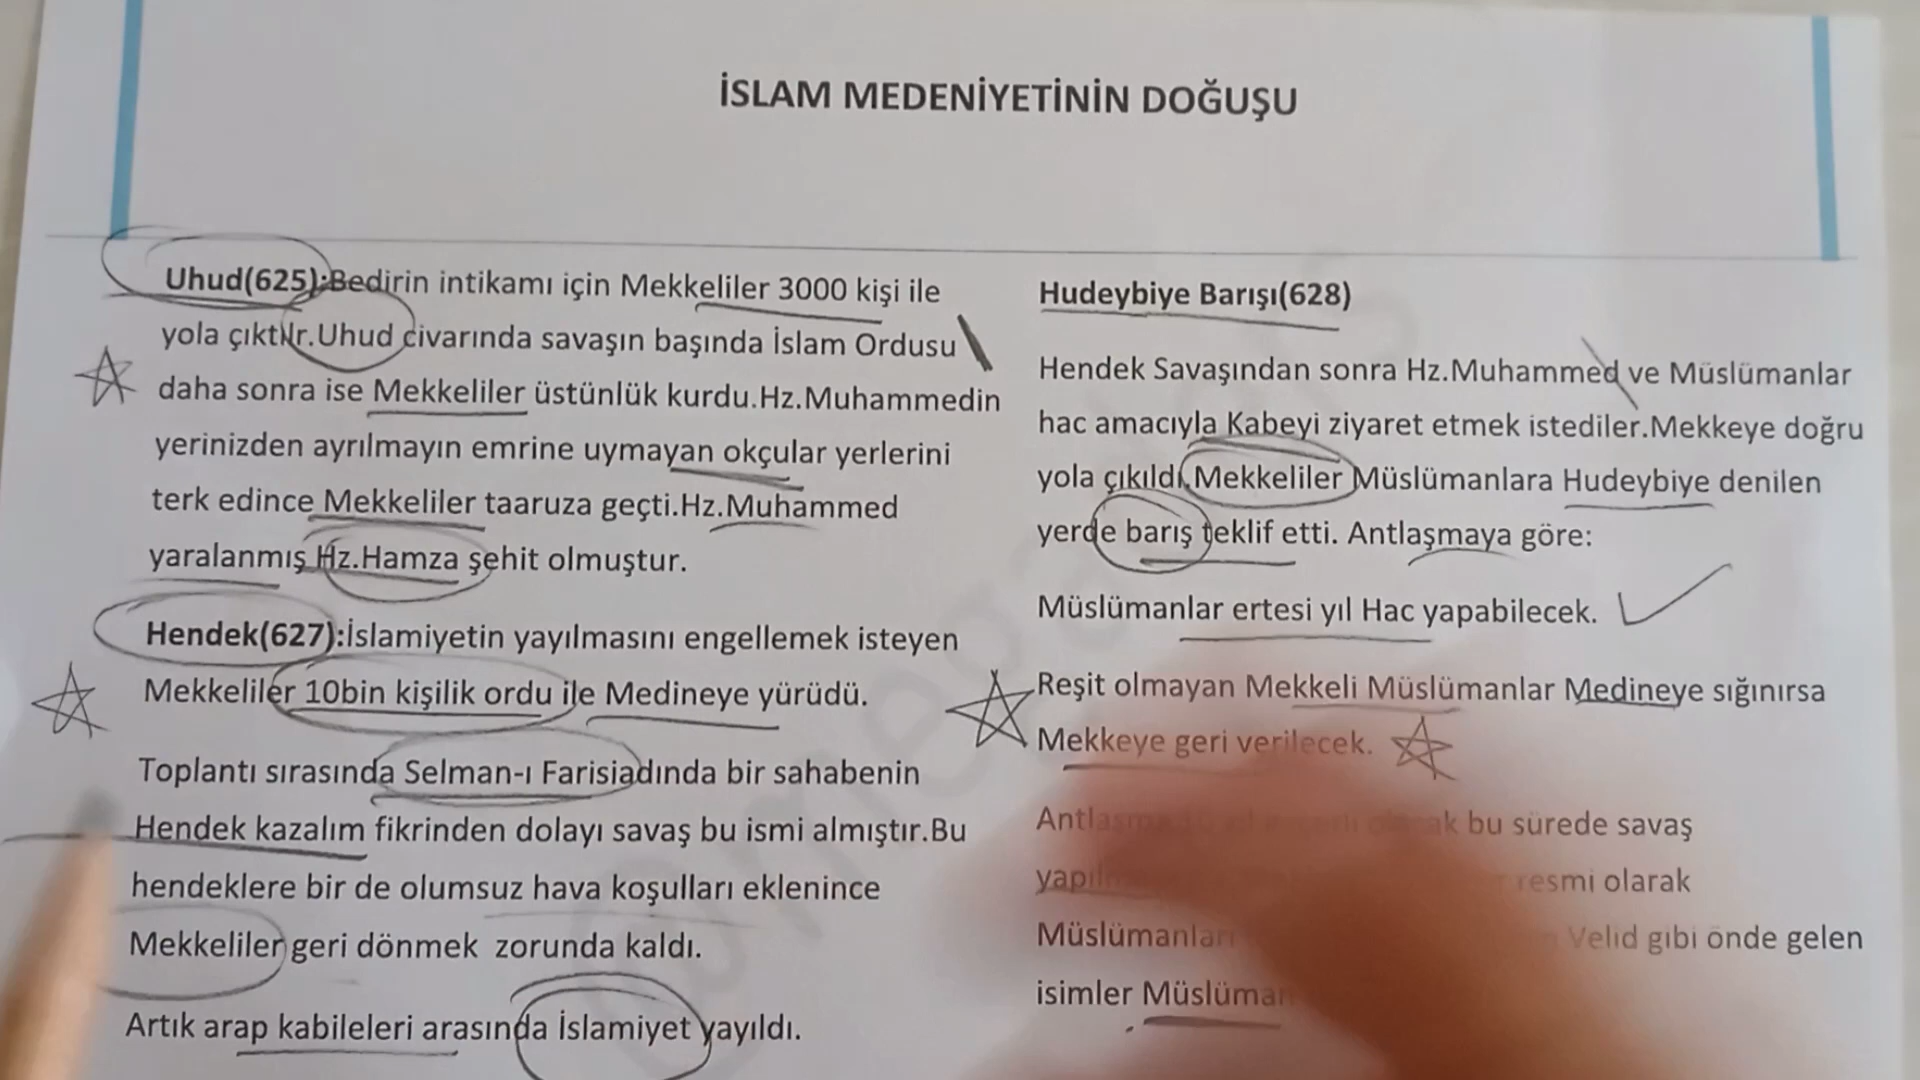 İSLAM MEDENİYETİNİN DOĞUŞU
Uhud(625):Bedirin intikamı için Mekkeliler 3000 kişi ile
yola çıktılr.Uhud civarında savaşın başında İslam Ordusu
daha sonra ise Mekkeliler üstünlük kurdu.Hz.Muhammedin
yerinizden ayrılmayın emrine uymayan okçular yerlerini
terk edince Mekkeliler taaruza geçti.Hz.Muhammed
yaralanmış Hz.Hamza şehit olmuştur.
Hendek(627):İslamiyetin yayılmasını engellemek isteyen
Mekkeliler 10bin kişilik ordu ile Medineye yürüdü.
Toplantı sırasında Selman-ı Farisiadında bir sahabenin
Hendek kazalım fikrinden dolayı savaş bu ismi almıştır.Bu
hendeklere bir de olumsuz hava koşulları eklenince
Mekkeliler geri dönmek zorunda kaldı.
Artık arap kabileleri arasında İslamiyet yayıldı.
Hudeybiye Barışı(628)
Hendek Savaşından sonra Hz.Muhammed ve Müslümanlar
hac amacıyla Kabeyi ziyaret etmek istediler.Mekkeye doğru
yola çıkıldı.Mekkeliler Müslümanlara Hudeybiye denilen
yerde barış teklif etti. Antlaşmaya göre:
Müslümanlar ertesi yıl Hac yapabilecek.
Reşit olmayan Mekkeli Müslümanlar Medineye sığınırsa
Mekkeye geri verilecek.
bu sürede savaş
resmi olarak
Velid gibi önde gelen
isimler